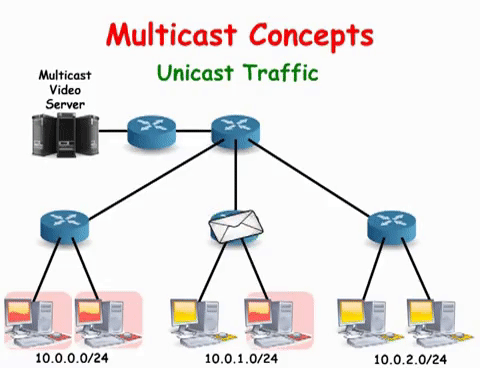 Multicast Concepts
Unicast Traffic
Multicast
Video
Server
10.0.0.0/24
10.0.1.0/24
10.0.2.0/24